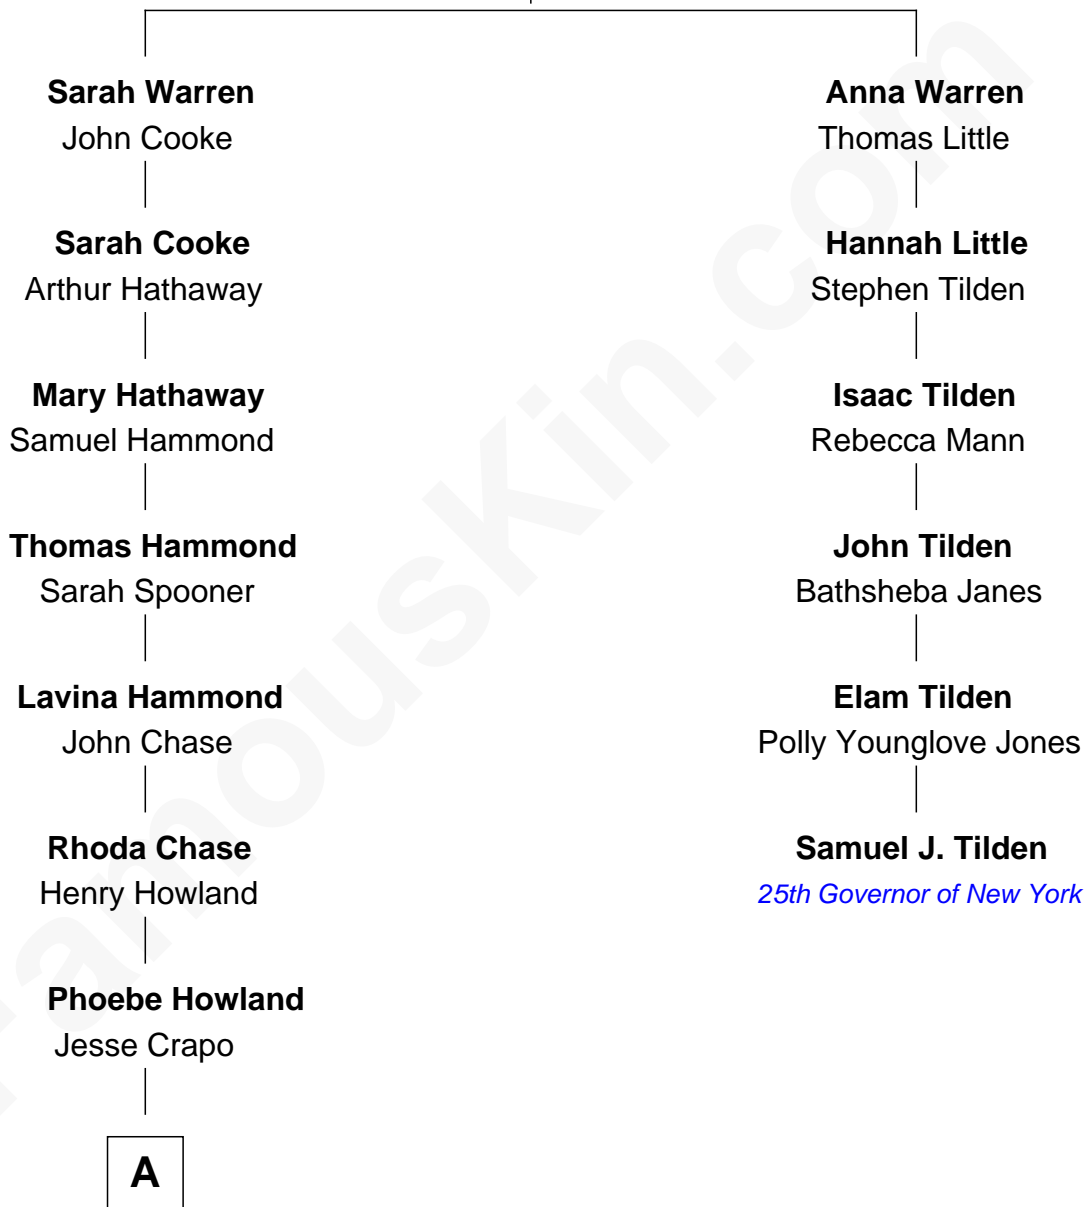 Sarah Warren
John Cooke
Anna Warren
Thomas Little
Sarah Cooke
Arthur Hathaway
Hannah Little
Stephen Tilden
Mary Hathaway
Samuel Hammond
Isaac Tilden
Rebecca Mann
Thomas Hammond
Sarah Spooner
John Tilden
Bathsheba Janes
Lavina Hammond
John Chase
Elam Tilden
Polly Younglove Jones
Rhoda Chase
Henry Howland
Samuel J. Tilden
25th Governor of New York
Phoebe Howland
Jesse Crapo
A
FamousKin.com